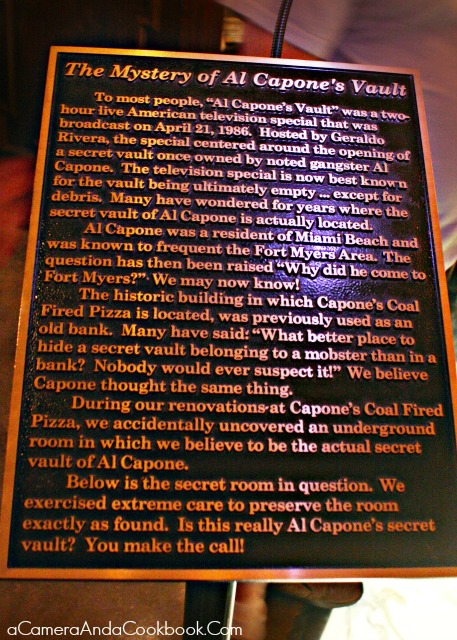 The Mystery of Al Capone's Vault
To most people, "Al Capone's Vault" was a two-
hour live American television special that was
broadcast on April 21, 1986. Hosted by Geraldo
Rivera, the special centered around the opening of
a secret vault once owned by noted gangster Al
Capone. The television special is now best known
for the vault being ultimately empty ... except for
debris. Many have wondered for years where the
secret vault of Al Capone is actually located.
Al Capone was a resident of Miami Beach and
was known to frequent the Fort Myers Area. The
question has then been raised "Why did he come to
Fort Myers?" We may now know!
The historic building in which Capone's Coal
Fired Pizza is located, was previously used as an
old bank. Many have said: "What better place to
hide a secret vault belonging to a mobster than in a
bank? Nobody would ever suspect it!" We believe
Capone thought the same thing.
During our renovations at Capone's Coal Fired
Pizza, we accidentally uncovered an underground
room in which we believe to be the actual secret
vault of Al Capone.
Below is the secret room in question. We
exercised extreme care to preserve the room
exactly as found. Is this really Al Capone's secret
vault? You make the call!
aCameraAndaCookbook.Com